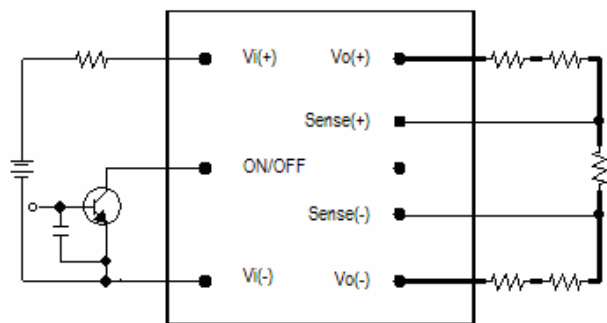 Vi(+) Vo(+)
Sense(+)
ON/OFF
Sense(-)
Vi(-) Vo(-)